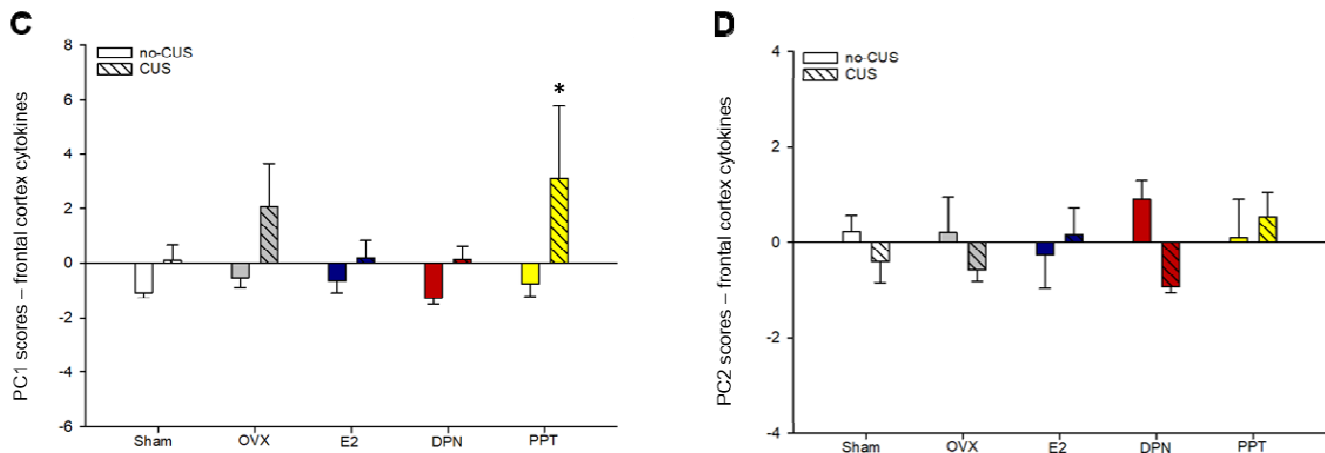 C
8
6
4
2
0
-2
-4
-6
PC1 scores – frontal cortex cytokines
no-CUS
CUS
*
Sham OVX E2 DPN PPT
D
4
2
0
-2
-4
PC2 scores – frontal cortex cytokines
no-CUS
CUS
Sham OVX E2 DPN PPT